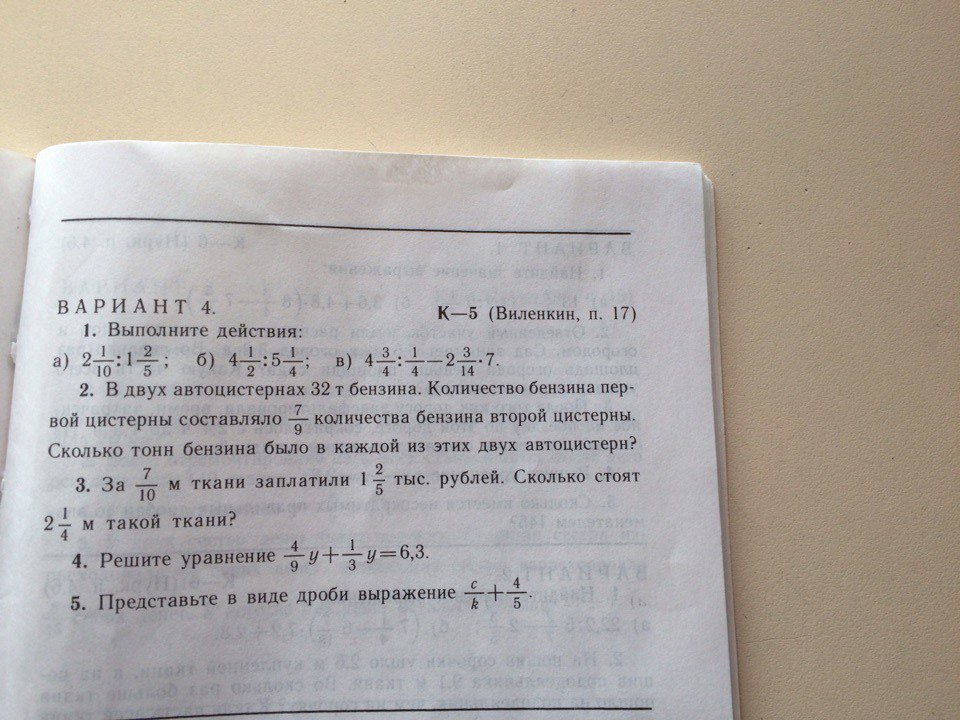 ВАРИАНТ 4. К—5 (Виленкин, п. 17)
1. Выполните действия:
а) 2 1/10 : 1 2/5 ; б) 4 1/2 : 5 1/4 ; в) 4 3/4 : 1/4 − 2 3/14 · 7.
2. В двух автоцистернах 32 т бензина. Количество бензина пер-
вой цистерны составляло 7/9 количества бензина второй цистерны.
Сколько тонн бензина было в каждой из этих двух автоцистерн?
3. За 7/10 м ткани заплатили 1 2/5 тыс. рублей. Сколько стоят
2 1/4 м такой ткани?
4. Решите уравнение 4/9 y + 1/3 y = 6,3.
5. Представьте в виде дроби выражение c/k + 4/5.